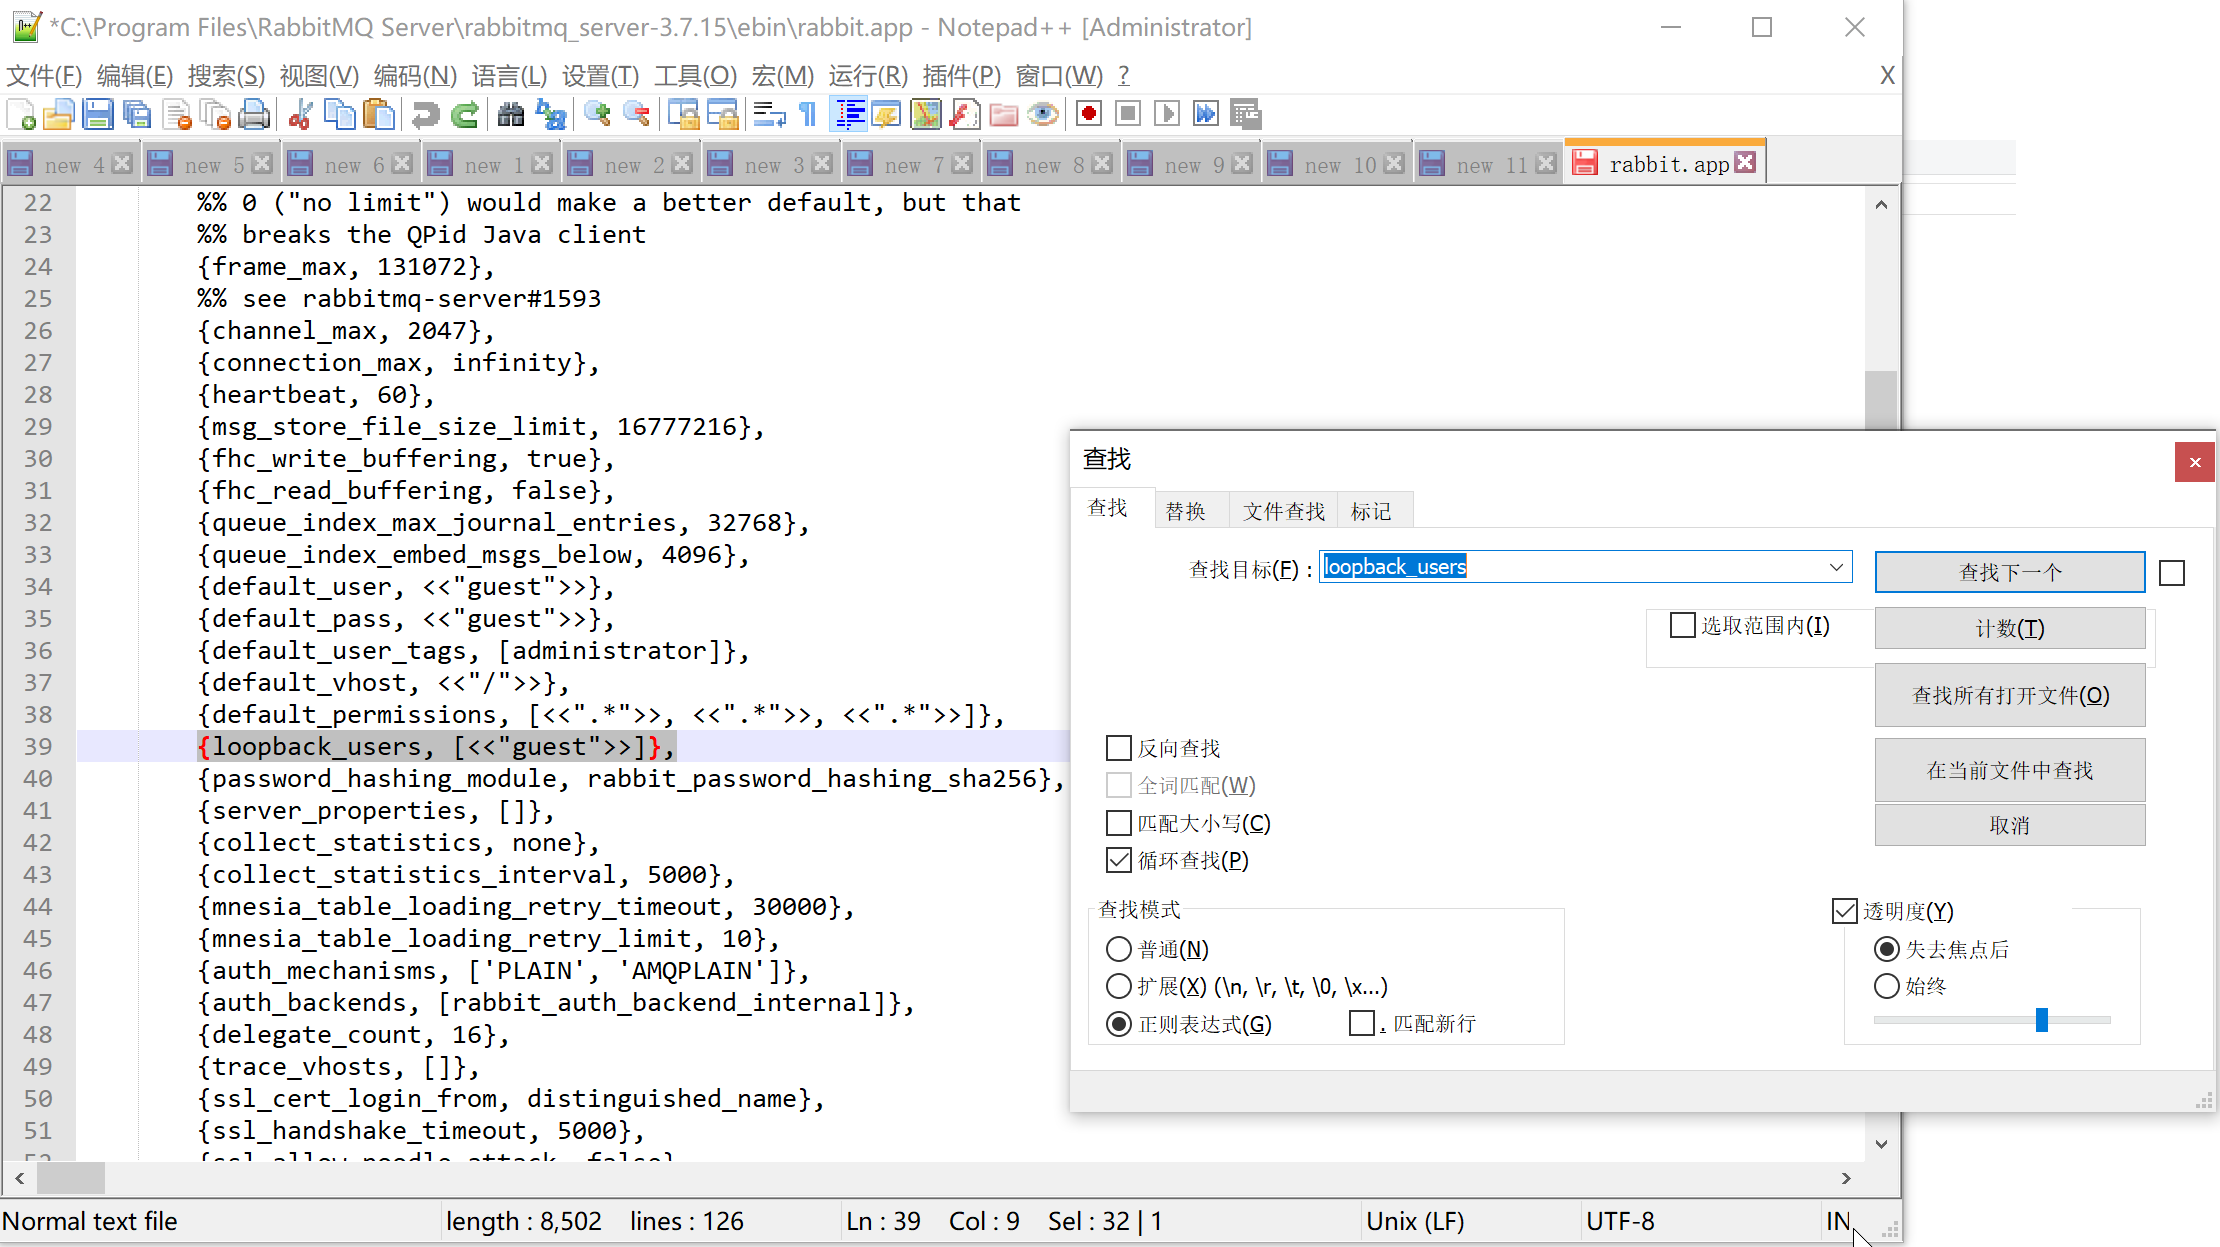 *C:\Program Files\RabbitMQ Server\rabbitmq_server-3.7.15\ebin\rabbit.app - Notepad++ [Administrator]
文件(F) 编辑(E) 搜索(S) 视图(V) 编码(N) 语言(L) 设置(T) 工具(O) 宏(M) 运行(R) 插件(P) 窗口(W) ? X
new 4 new 5 new 6 new 1 new 2 new 3 new 7 new 8 new 9 new 10 new 11 rabbit.app
22 %% 0 ("no limit") would make a better default, but that
23 %% breaks the QPid Java client
24 {frame_max, 131072},
25 %% see rabbitmq-server#1593
26 {channel_max, 2047},
27 {connection_max, infinity},
28 {heartbeat, 60},
29 {msg_store_file_size_limit, 16777216},
30 {fhc_write_buffering, true},
31 {fhc_read_buffering, false},
32 {queue_index_max_journal_entries, 32768},
33 {queue_index_embed_msgs_below, 4096},
34 {default_user, <<"guest">>},
35 {default_pass, <<"guest">>},
36 {default_user_tags, [administrator]},
37 {default_vhost, <<"/">>},
38 {default_permissions, [<<".*">>, <<".*">>, <<".*">>]},
39 {loopback_users, [<<"guest">>]},
40 {password_hashing_module, rabbit_password_hashing_sha256},
41 {server_properties, []},
42 {collect_statistics, none},
43 {collect_statistics_interval, 5000},
44 {mnesia_table_loading_retry_timeout, 30000},
45 {mnesia_table_loading_retry_limit, 10},
46 {auth_mechanisms, ['PLAIN', 'AMQPLAIN']},
47 {auth_backends, [rabbit_auth_backend_internal]},
48 {delegate_count, 16},
49 {trace_vhosts, []},
50 {ssl_cert_login_from, distinguished_name},
51 {ssl_handshake_timeout, 5000},
查找
查找 替换 文件查找 标记
查找目标(F) : loopback_users 查找下一个
选取范围内(I) 计数(T)
查找所有打开文件(O)
反向查找
全词匹配(W) 在当前文件中查找
匹配大小写(C) 取消
循环查找(P)
查找模式 透明度(Y)
普通(N) 失去焦点后
扩展(X) (\n, \r, \t, \0, \x...) 始终
正则表达式(G) . 匹配新行
Normal text file length : 8,502 lines : 126 Ln : 39 Col : 9 Sel : 32 | 1 Unix (LF) UTF-8 IN